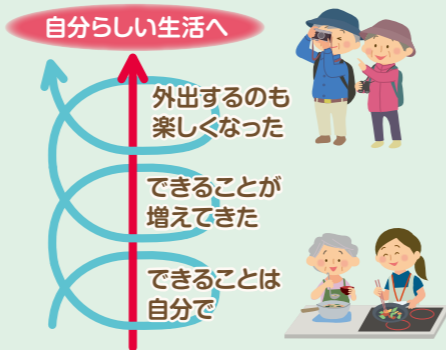 自分らしい生活へ
外出するのも
楽しくなった
できることが
増えてきた
できることは
自分で